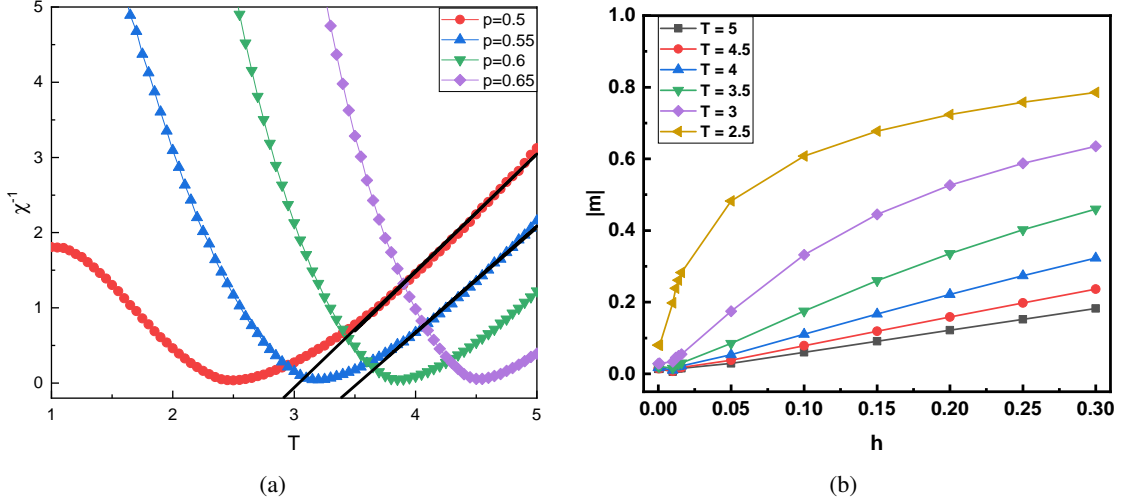 p=0.5
p=0.55
p=0.6
p=0.65
5
4
3
2
1
0
χ⁻¹
1 2 3 4 5
T
(a)
T = 5
T = 4.5
T = 4
T = 3.5
T = 3
T = 2.5
1.0
0.8
0.6
0.4
0.2
0.0
|m|
0.00 0.05 0.10 0.15 0.20 0.25 0.30
h
(b)